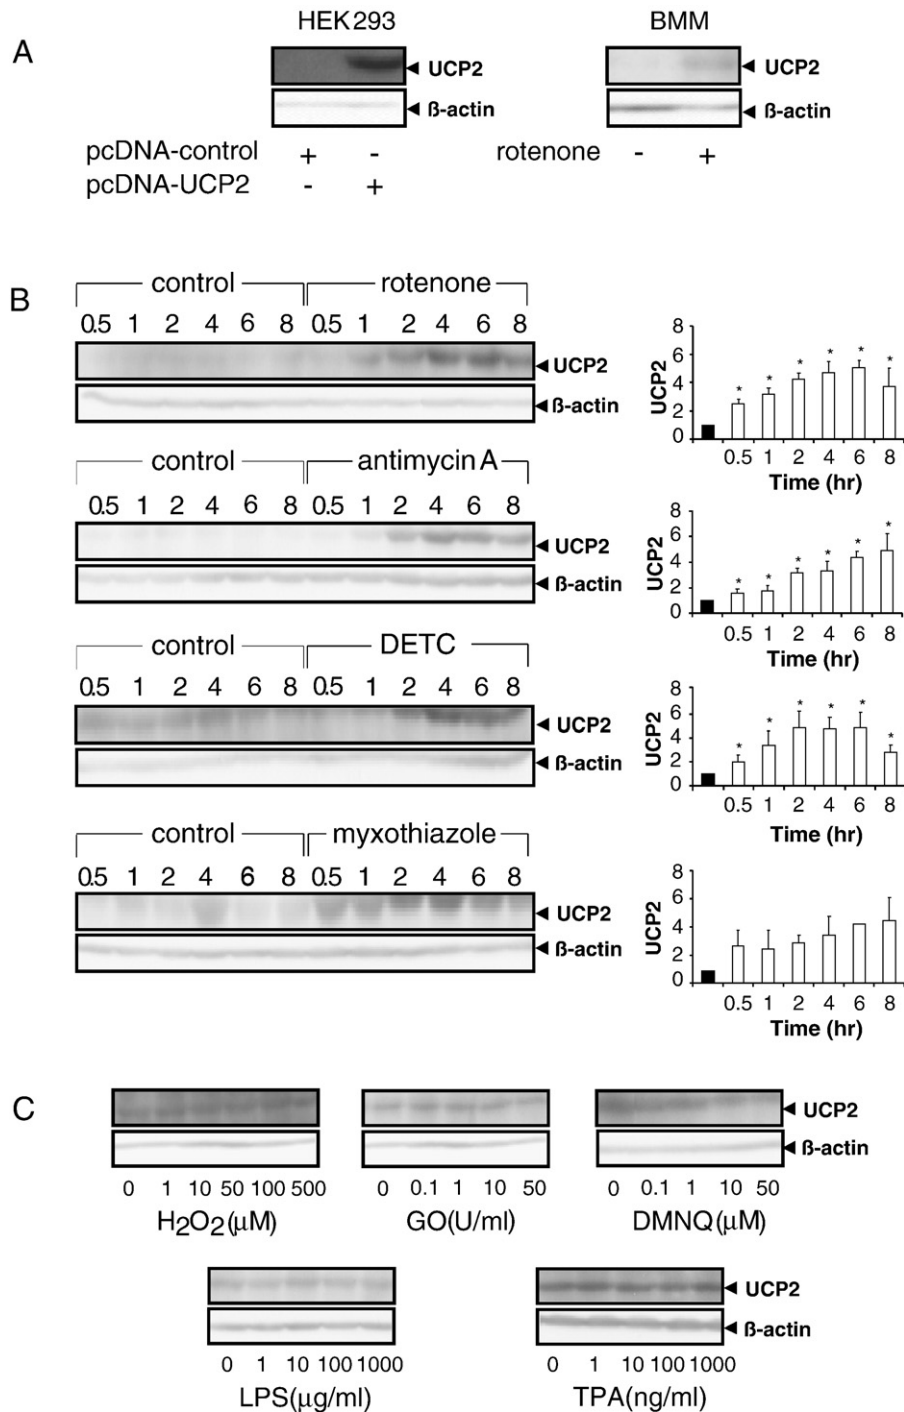 A
HEK293
BMM
UCP2
UCP2
ß-actin
ß-actin
pcDNA-control + -
rotenone - +
pcDNA-UCP2 - +
B
control rotenone
0.5 1 2 4 6 8 0.5 1 2 4 6 8
UCP2
ß-actin
8
6
4
2
0
UCP2
* * * * * *
0.5 1 2 4 6 8
Time (hr)
control antimycin A
0.5 1 2 4 6 8 0.5 1 2 4 6 8
UCP2
ß-actin
8
6
4
2
0
UCP2
* * * * * *
0.5 1 2 4 6 8
Time (hr)
control DETC
0.5 1 2 4 6 8 0.5 1 2 4 6 8
UCP2
ß-actin
8
6
4
2
0
UCP2
* * * * * *
0.5 1 2 4 6 8
Time (hr)
control myxothiazole
0.5 1 2 4 6 8 0.5 1 2 4 6 8
UCP2
ß-actin
8
6
4
2
0
UCP2
0.5 1 2 4 6 8
Time (hr)
C
UCP2
ß-actin
0 1 10 50 100 500
H2O2(µM)
0 0.1 1 10 50
GO(U/ml)
0 0.1 1 10 50
DMNQ(µM)
UCP2
ß-actin
0 1 10 100 1000
LPS(µg/ml)
0 1 10 100 1000
TPA(ng/ml)